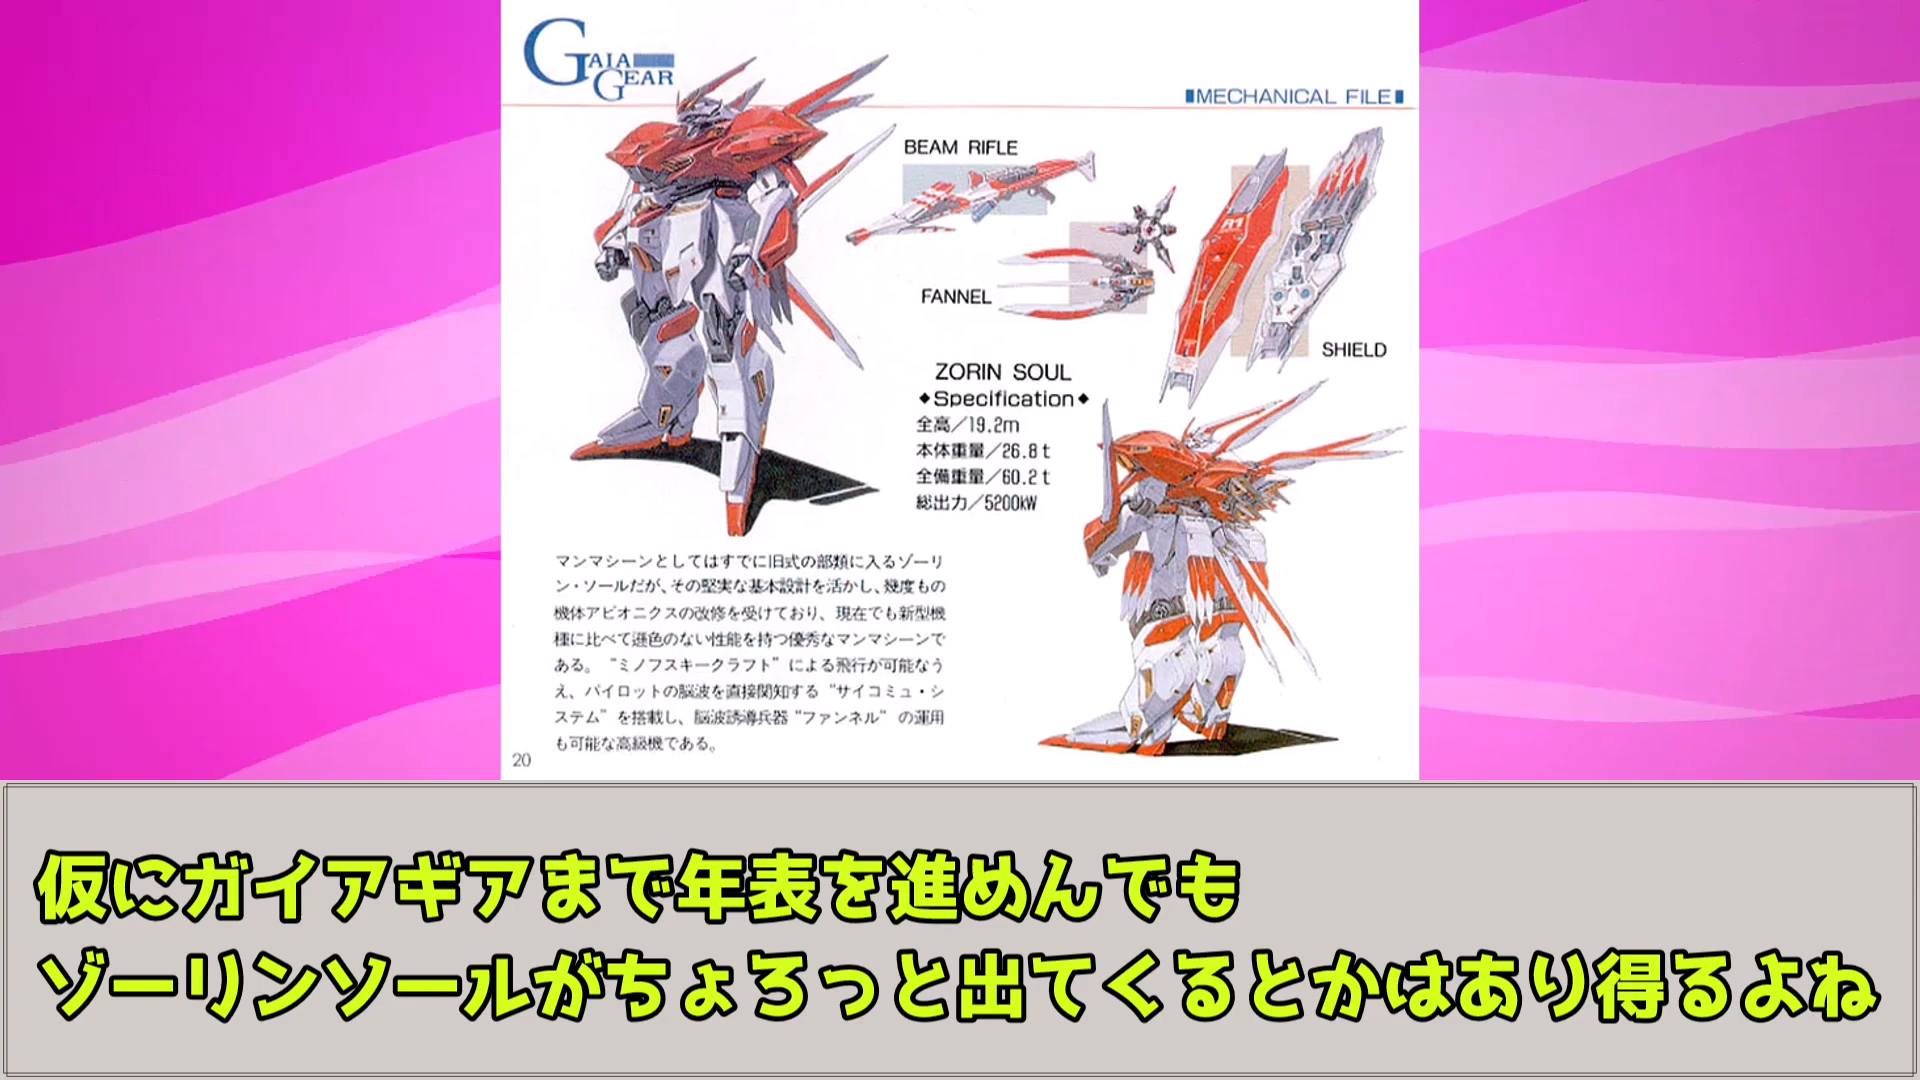 GAIA
GEAR
MECHANICAL FILE
BEAM RIFLE
FANNEL
A1
SHIELD
ZORIN SOUL
◆Specification◆
全高／19.2m
本体重量／26.8t
全備重量／60.2t
総出力／5200kW
マンマシーンとしてはすでに旧式の部類に入るゾーリ
ン・ソールだが、その堅実な基本設計を活かし、幾度もの
機体アビオニクスの改修を受けており、現在でも新型機
種に比べて遜色のない性能を持つ優秀なマンマシーンで
ある。“ミノフスキークラフト”による飛行が可能なう
え、パイロットの脳波を直接関知する“サイコミュ・シ
ステム”を搭載し、脳波誘導兵器“ファンネル”の運用
も可能な高級機である。
20
仮にガイアギアまで年表を進めんでも
ゾーリンソールがちょろっと出てくるとかはあり得るよね